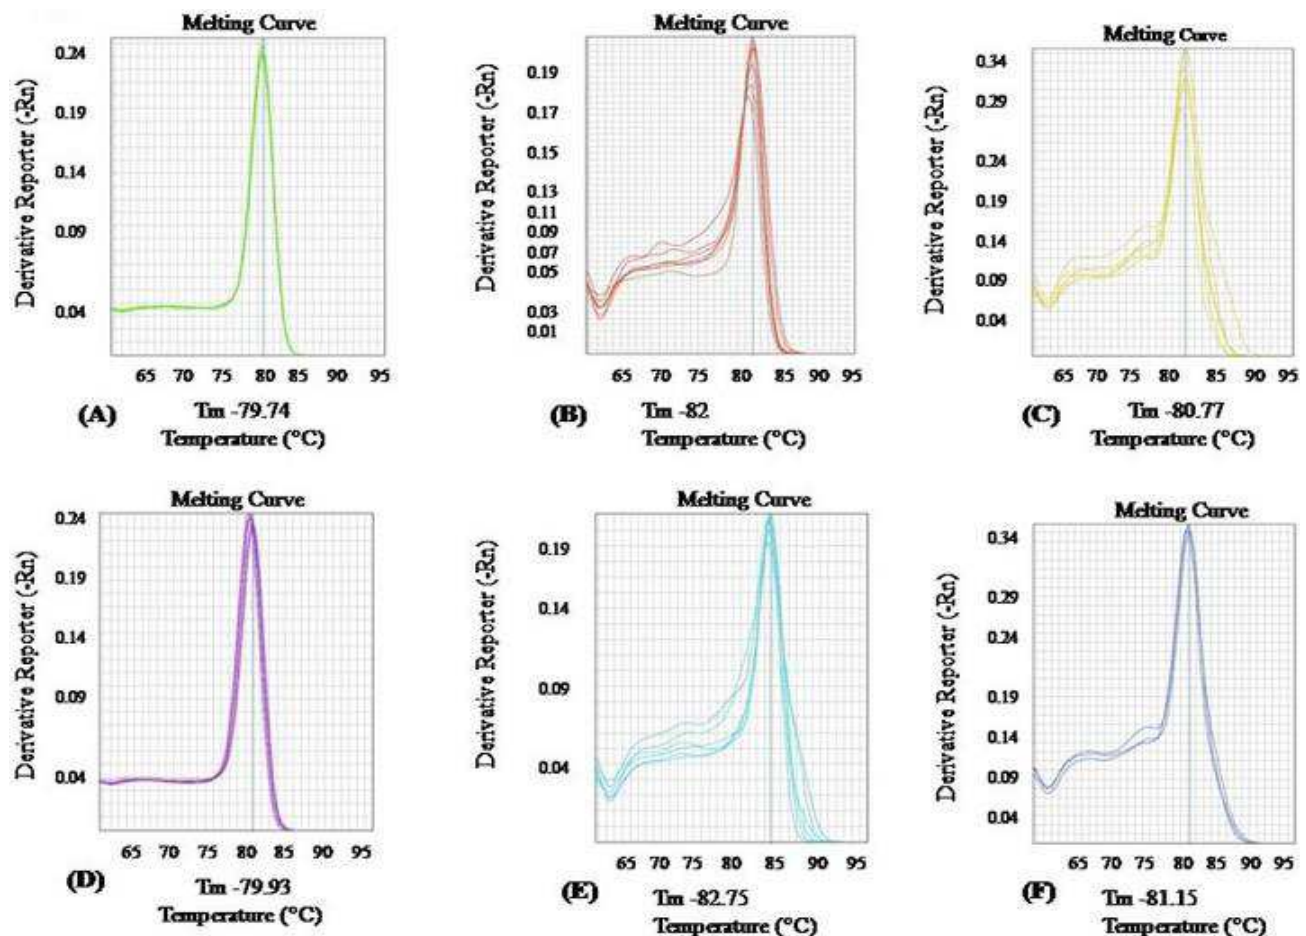 Melting Curve
Derivative Reporter (-Rn)
0.24
0.19
0.14
0.09
0.04
65 70 75 80 85 90 95
(A) Tm -79.74
Temperature (°C)
Melting Curve
Derivative Reporter (-Rn)
0.19
0.17
0.15
0.13
0.11
0.09
0.07
0.05
0.03
0.01
65 70 75 80 85 90 95
(B) Tm -82
Temperature (°C)
Melting Curve
Derivative Reporter (-Rn)
0.34
0.29
0.24
0.19
0.14
0.09
0.04
65 70 75 80 85 90 95
(C) Tm -80.77
Temperature (°C)
Melting Curve
Derivative Reporter (-Rn)
0.24
0.19
0.14
0.09
0.04
65 70 75 80 85 90 95
(D) Tm -79.93
Temperature (°C)
Melting Curve
Derivative Reporter (-Rn)
0.19
0.14
0.09
0.04
65 70 75 80 85 90 95
(E) Tm -82.75
Temperature (°C)
Melting Curve
Derivative Reporter (-Rn)
0.34
0.29
0.24
0.19
0.14
0.09
0.04
65 70 75 80 85 90 95
(F) Tm -81.15
Temperature (°C)